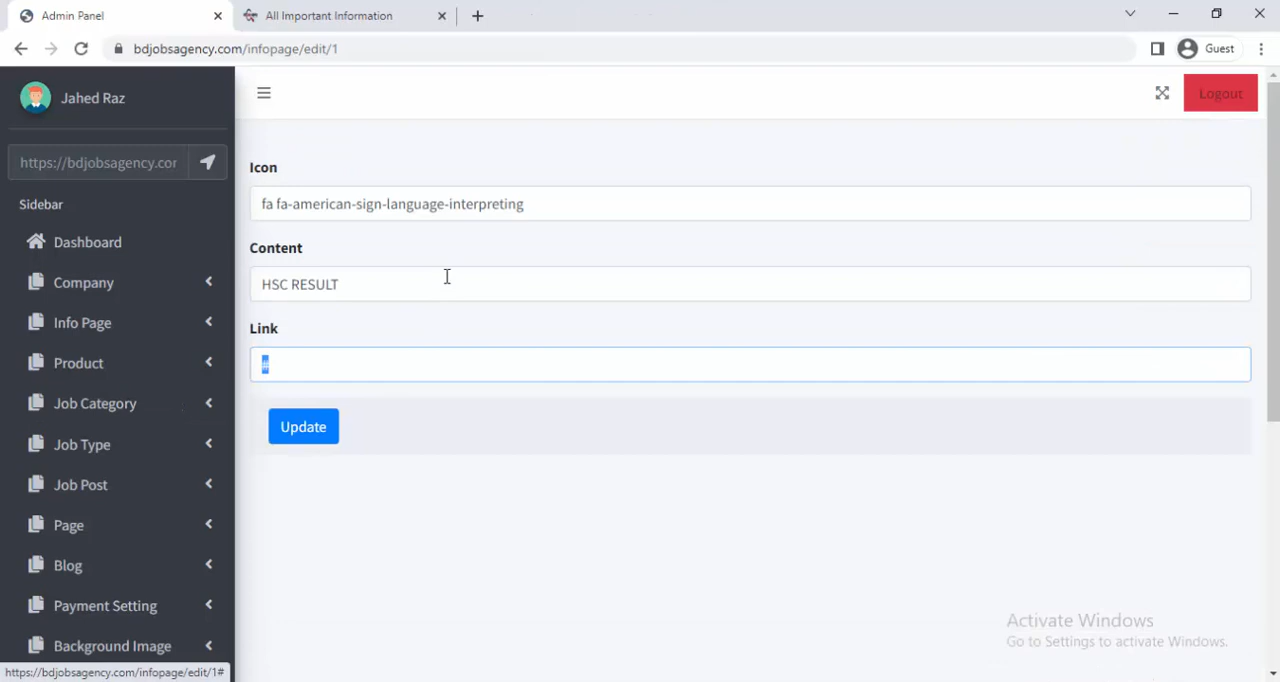 Admin Panel
All Important Information
bdjobsagency.com/infopage/edit/1
Guest
Jahed Raz
Logout
https://bdjobsagency.cor
Sidebar
Dashboard
Company
Info Page
Product
Job Category
Job Type
Job Post
Page
Blog
Payment Setting
Background Image
Icon
fa fa-american-sign-language-interpreting
Content
HSC RESULT
Link
#
Update
Activate Windows
Go to Settings to activate Windows.
https://bdjobsagency.com/infopage/edit/1#